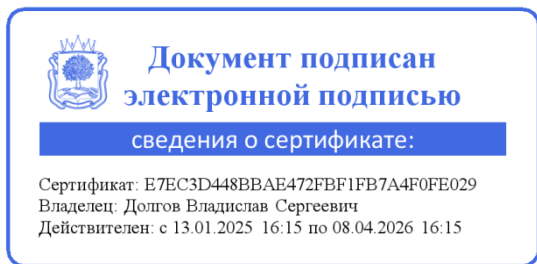 Документ подписан
электронной подписью
сведения о сертификате:
Сертификат: E7EC3D448BBAE472FBF1FB7A4F0FE029
Владелец: Долгов Владислав Сергеевич
Действителен: с 13.01.2025 16:15 по 08.04.2026 16:15